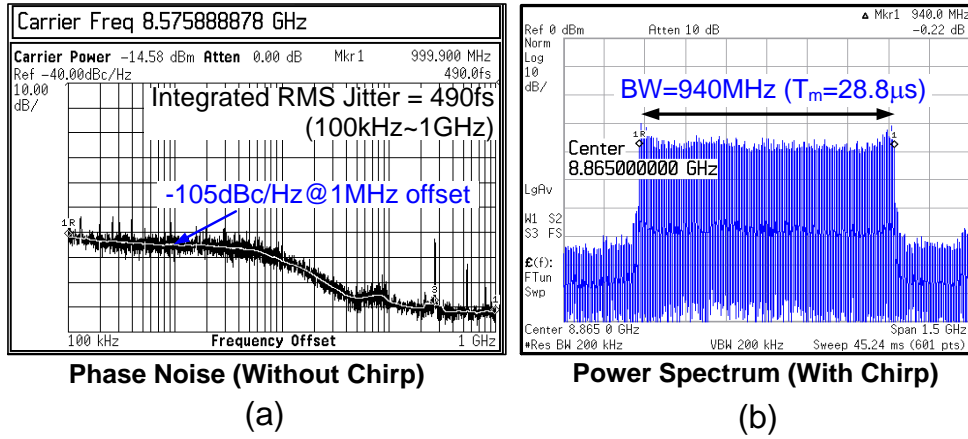 Carrier Freq 8.575888878 GHz
Carrier Power -14.58 dBm Atten 0.00 dB Mkr1 999.900 MHz
Ref -40.00dBc/Hz 490.0fs
10.00
dB/
Integrated RMS Jitter = 490fs
(100kHz~1GHz)
-105dBc/Hz@1MHz offset
1R
3
1
100 kHz Frequency Offset 1 GHz
Phase Noise (Without Chirp)
(a)
Δ Mkr1 940.0 MHz
Ref 0 dBm Atten 10 dB -0.22 dB
Norm
Log
10
dB/
BW=940MHz (Tm=28.8μs)
1R
1
Center
8.865000000 GHz
LgAv
W1 S2
S3 FS
£(f):
FTun
Swp
Center 8.865 0 GHz Span 1.5 GHz
#Res BW 200 kHz VBW 200 kHz Sweep 45.24 ms (601 pts)
Power Spectrum (With Chirp)
(b)